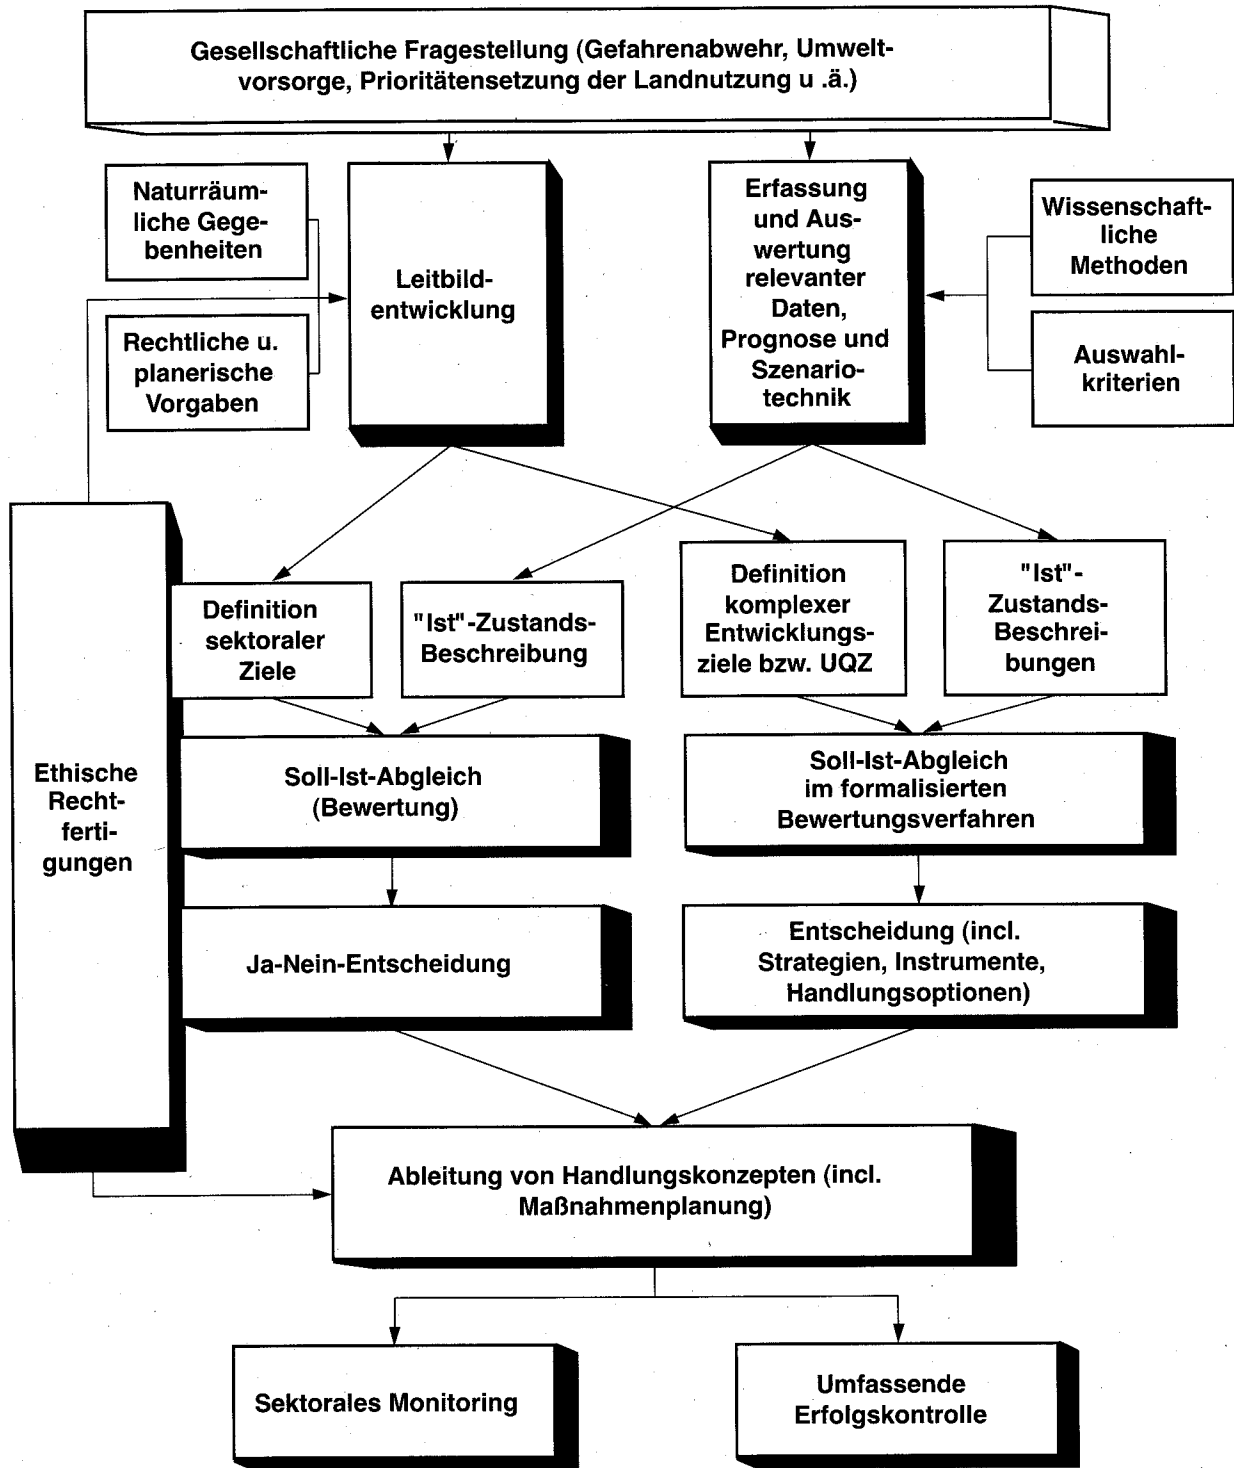 Gesellschaftliche Fragestellung (Gefahrenabwehr, Umwelt-
vorsorge, Prioritätensetzung der Landnutzung u .ä.)
Naturräum-
liche Gege-
benheiten
Rechtliche u.
planerische
Vorgaben
Leitbild-
entwicklung
Erfassung
und Aus-
wertung
relevanter
Daten,
Prognose und
Szenario-
technik
Wissenschaft-
liche
Methoden
Auswahl-
kriterien
Definition
sektoraler
Ziele
"Ist"-Zustands-
Beschreibung
Definition
komplexer
Entwicklungs-
ziele bzw. UQZ
"Ist"-
Zustands-
Beschrei-
bungen
Ethische
Recht-
ferti-
gungen
Soll-Ist-Abgleich
(Bewertung)
Soll-Ist-Abgleich
im formalisierten
Bewertungsverfahren
Ja-Nein-Entscheidung
Entscheidung (incl.
Strategien, Instrumente,
Handlungsoptionen)
Ableitung von Handlungskonzepten (incl.
Maßnahmenplanung)
Sektorales Monitoring
Umfassende
Erfolgskontrolle